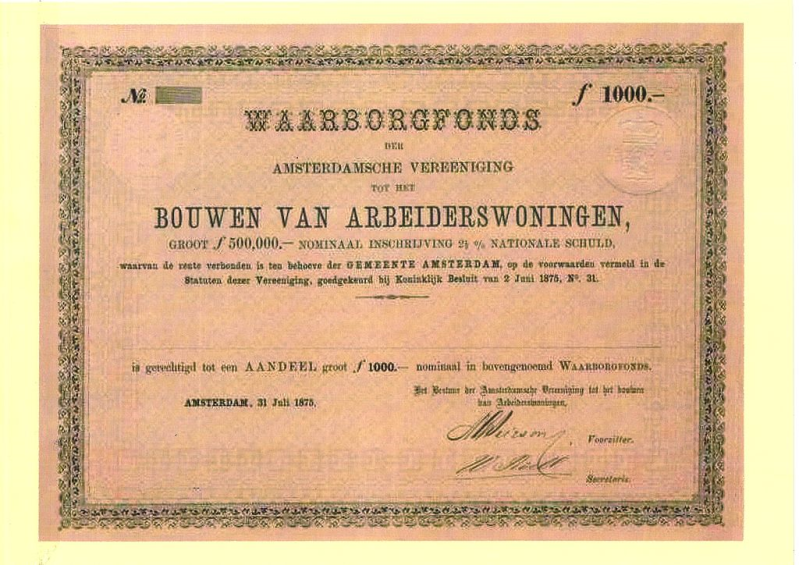 No. f 1000.-
WAARBORGFONDS
DER
AMSTERDAMSCHE VEREENIGING
TOT HET
BOUWEN VAN ARBEIDERSWONINGEN,
GROOT f 500,000.— NOMINAAL INSCHRIJVING 2½ % NATIONALE SCHULD,
waarvan de rente verbonden is ten behoeve der GEMEENTE AMSTERDAM, op de voorwaarden vermeld in de
Statuten dezer Vereeniging, goedgekeurd bij Koninklijk Besluit van 2 Juni 1875, No. 31.
is gerechtigd tot een AANDEEL groot f 1000.— nominaal in bovengenoemd WAARBORGFONDS.
Het Bestuur der Amsterdamsche Vereeniging tot het bouwen
van Arbeiderswoningen,
AMSTERDAM, 31 Juli 1875.
Voorzitter.
Secretaris.